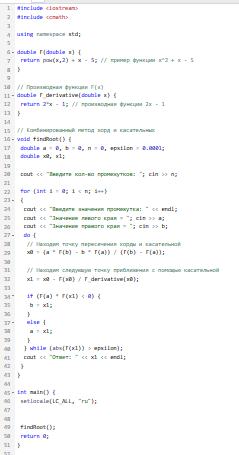 #include <iostream>
#include <cmath>
using namespace std;
double F(double x) {
return pow(x,2) + x - 5; // пример функции x^2 + x - 5
}
// Производная функции F(x)
double F_derivative(double x) {
return 2*x - 1; // производная функции 2x - 1
}
// Комбинированный метод хорд и касательных
void findRoot() {
double a = 0, b = 0, n = 0, epsilon = 0.0001;
double x0, x1;
cout << "Введите кол-во промежутков: "; cin >> n;
for (int i = 0; i < n; i++)
{
cout << "Введите значения промежутка: " << endl;
cout << "Значение левого края = "; cin >> a;
cout << "Значение правого края = "; cin >> b;
do {
// Находим точку пересечения хорды и касательной
x0 = (a * F(b) - b * F(a)) / (F(b) - F(a));
// Находим следующую точку приближения с помощью касательной
x1 = x0 - F(x0) / F_derivative(x0);
if (F(a) * F(x1) < 0) {
b = x1;
}
else {
a = x1;
}
} while (abs(F(x1)) > epsilon);
cout << "Ответ: " << x1 << endl;
}
}
int main() {
setlocale(LC_ALL, "ru");
findRoot();
return 0;
}